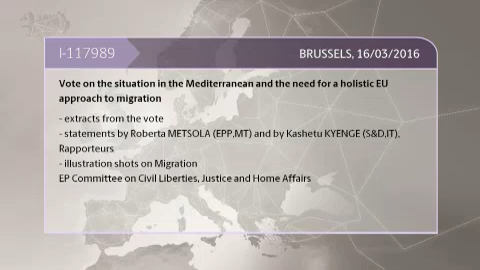 I-117989
BRUSSELS, 16/03/2016
Vote on the situation in the Mediterranean and the need for a holistic EU
approach to migration
- extracts from the vote
- statements by Roberta METSOLA (EPP,MT) and by Kashetu KYENGE (S&D,IT),
Rapporteurs
- illustration shots on Migration
EP Committee on Civil Liberties, Justice and Home Affairs